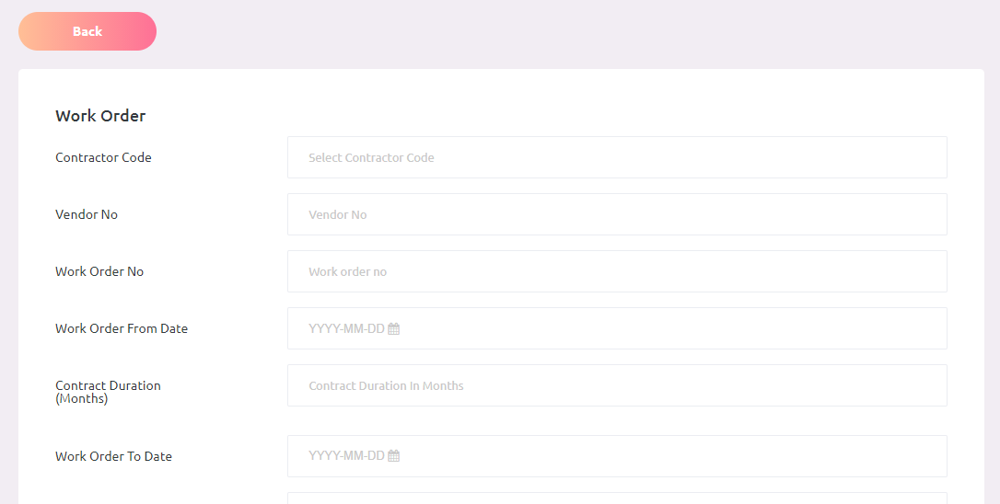 Back
Work Order
Contractor Code
Select Contractor Code
Vendor No
Vendor No
Work Order No
Work order no
Work Order From Date
YYYY-MM-DD
Contract Duration
(Months)
Contract Duration In Months
Work Order To Date
YYYY-MM-DD